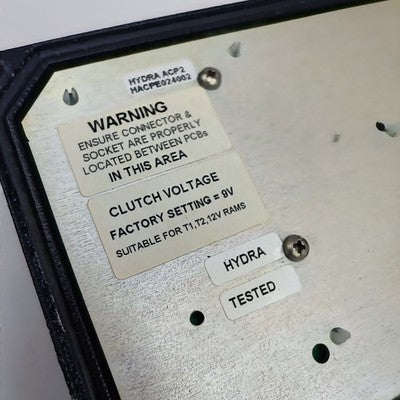 HYDRA ACP2
HACPE024002
WARNING
ENSURE CONNECTOR &
SOCKET ARE PROPERLY
LOCATED BETWEEN PCBs
IN THIS AREA
CLUTCH VOLTAGE
FACTORY SETTING = 9V
SUITABLE FOR T1,T2,12V RAMS
HYDRA
TESTED